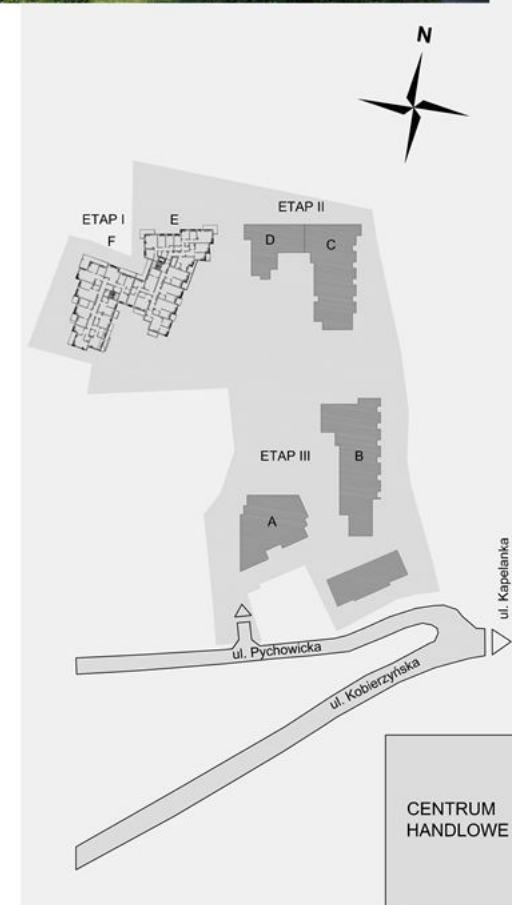 N
ETAP I
E
F
ETAP II
D
C
ETAP III
B
A
ul. Kapelanka
ul. Pychowicka
ul. Kobierzyńska
CENTRUM
HANDLOWE